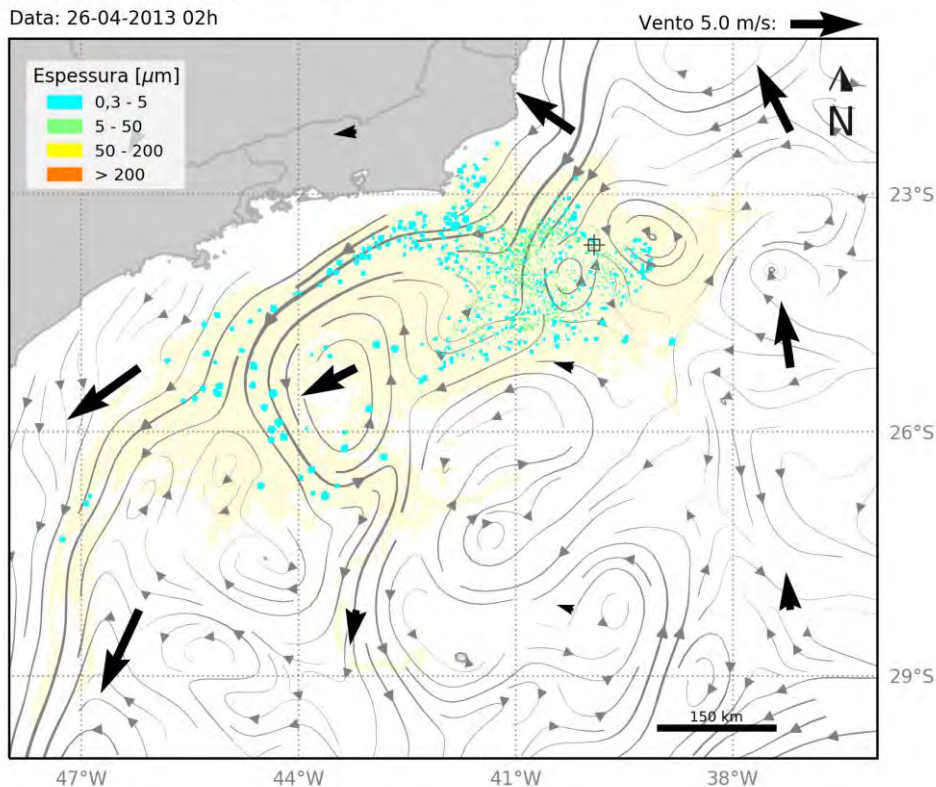 Data: 26-04-2013 02h
Vento 5.0 m/s:
Espessura [μm]
0,3 - 5
5 - 50
50 - 200
> 200
N
23°S
26°S
29°S
150 km
47°W
44°W
41°W
38°W